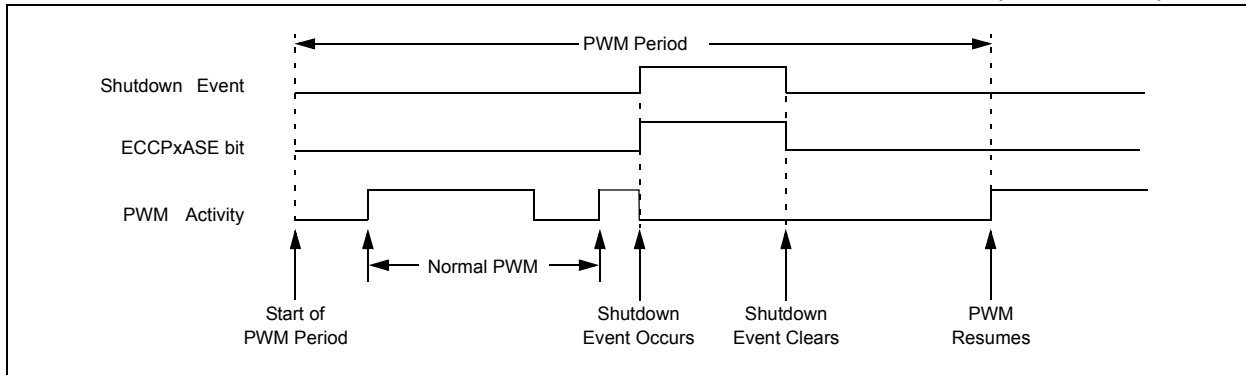 PWM Period
Shutdown Event
ECCPxASE bit
PWM Activity
Normal PWM
Start of
PWM Period
Shutdown
Event Occurs
Shutdown
Event Clears
PWM
Resumes